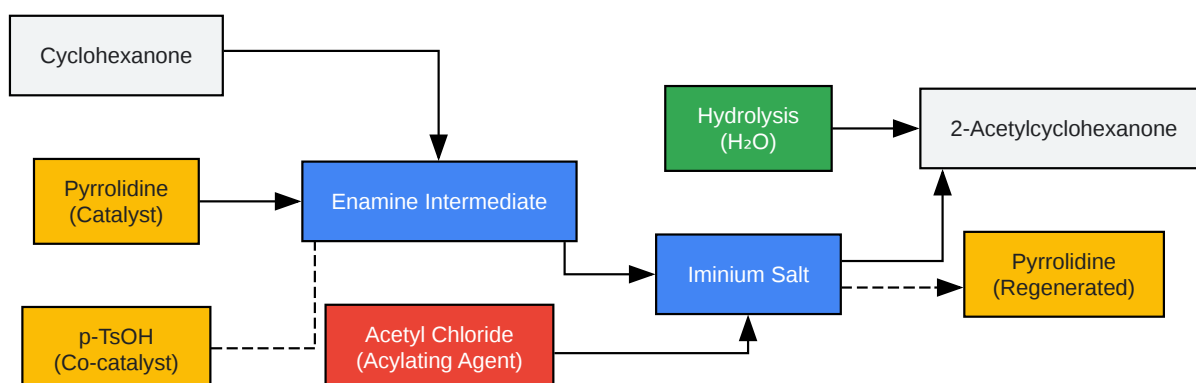 Cyclohexanone
Hydrolysis
(H₂O)
2-Acetylcyclohexanone
Pyrrolidine
(Catalyst)
Enamine Intermediate
Iminium Salt
Pyrrolidine
(Regenerated)
p-TsOH
(Co-catalyst)
Acetyl Chloride
(Acylating Agent)